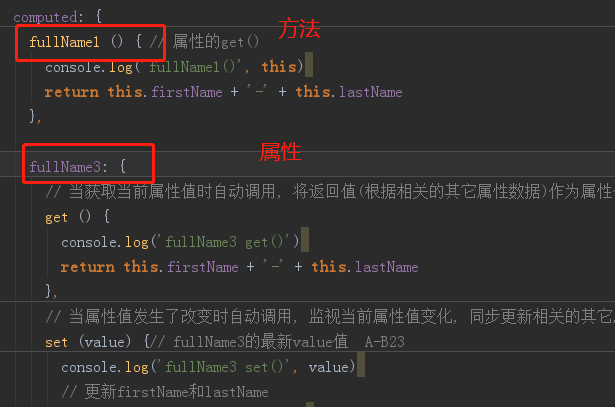 computed: {
fullName1 () { // 属性的get() 方法
console.log('fullName1()', this)
return this.firstName + '-' + this.lastName
},
属性
fullName3: {
// 当获取当前属性值时自动调用, 将返回值(根据相关的其它属性数据)作为属性
get () {
console.log('fullName3 get()')
return this.firstName + '-' + this.lastName
},
// 当属性值发生了改变时自动调用, 监视当前属性值变化, 同步更新相关的其它
set (value) {// fullName3的最新value值 A-B23
console.log('fullName3 set()', value)
// 更新firstName和lastName